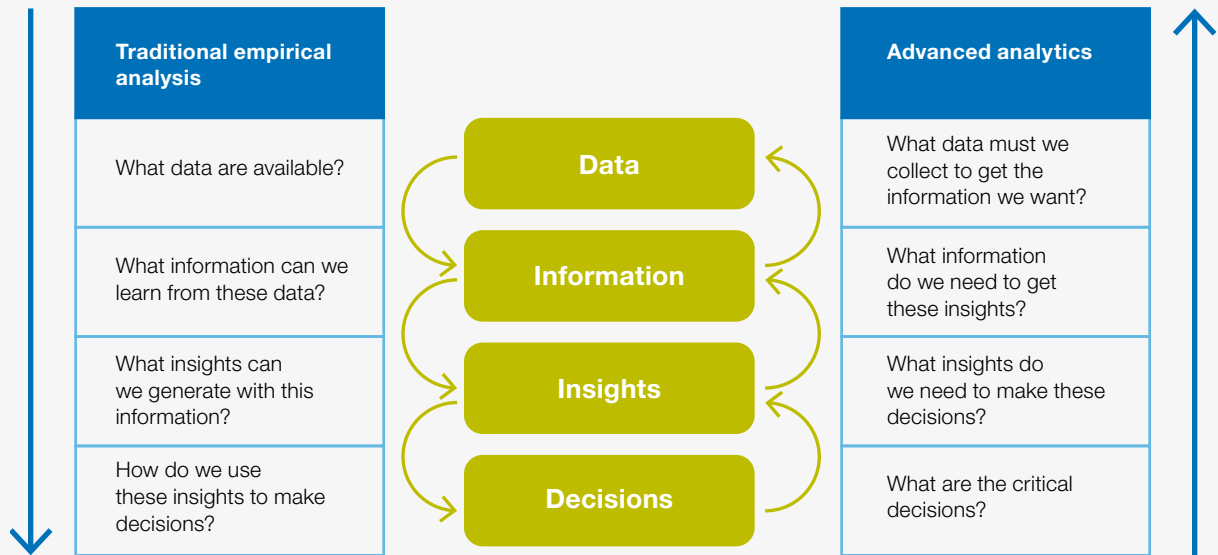 Traditional empirical
analysis
What data are available?
What information can we
learn from these data?
What insights can
we generate with this
information?
How do we use
these insights to make
decisions?
Data
Information
Insights
Decisions
Advanced analytics
What data must we
collect to get the
information we want?
What information
do we need to get
these insights?
What insights do
we need to make these
decisions?
What are the critical
decisions?